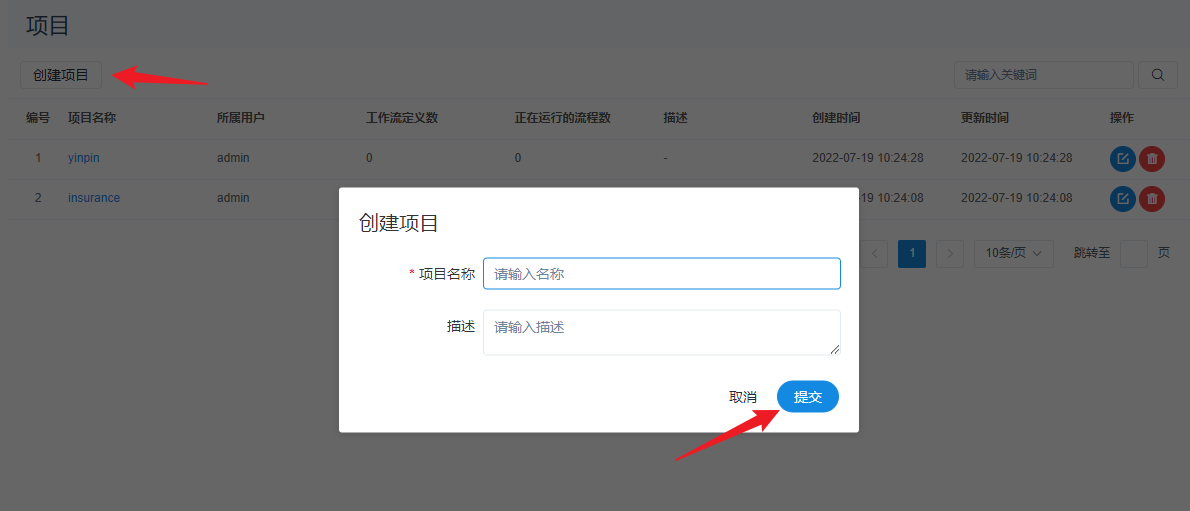 项目
创建项目
请输入关键词
编号 项目名称 所属用户 工作流定义数 正在运行的流程数 描述 创建时间 更新时间 操作
1 yinpin admin 0 0 - 2022-07-19 10:24:28 2022-07-19 10:24:28
2 insurance admin -19 10:24:08 2022-07-19 10:24:08
1 10条/页 跳转至 页
创建项目
* 项目名称 请输入名称
描述 请输入描述
取消 提交